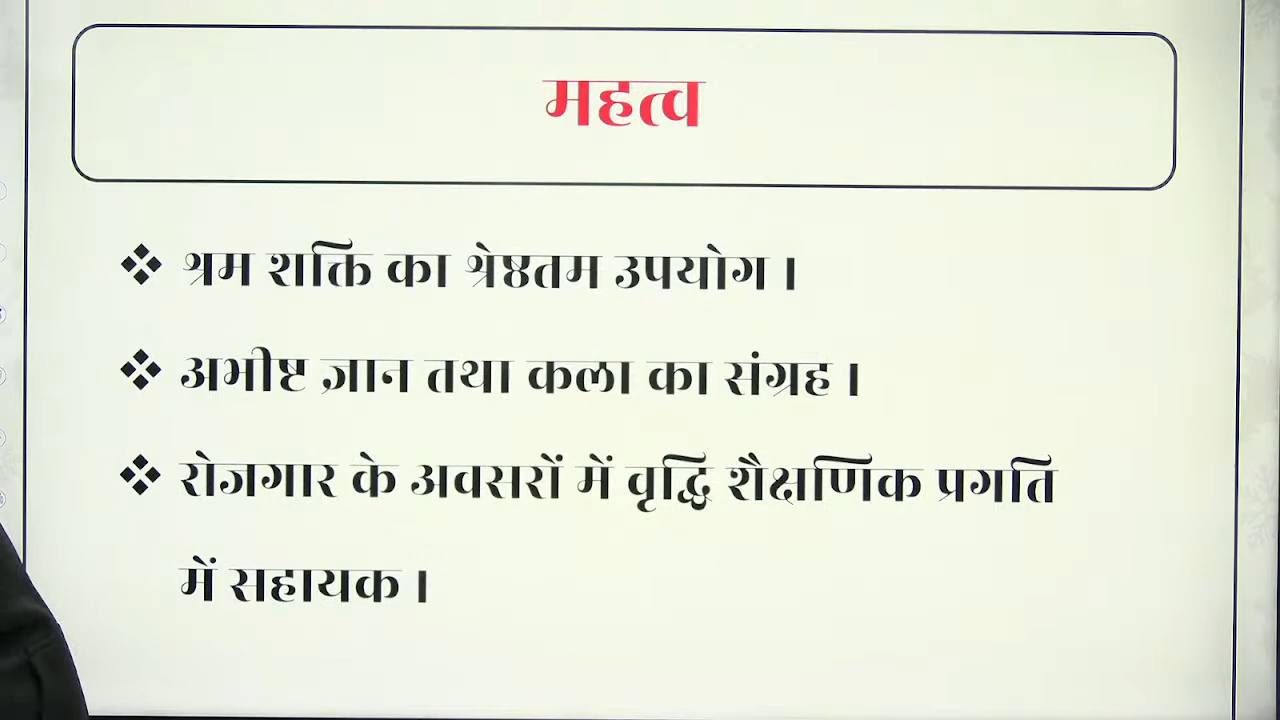 महत्व
❖ श्रम शक्ति का श्रेष्ठतम उपयोग ।
❖ अभीष्ट ज्ञान तथा कला का संग्रह ।
❖ रोजगार के अवसरों में वृद्धि शैक्षणिक प्रगति
में सहायक ।